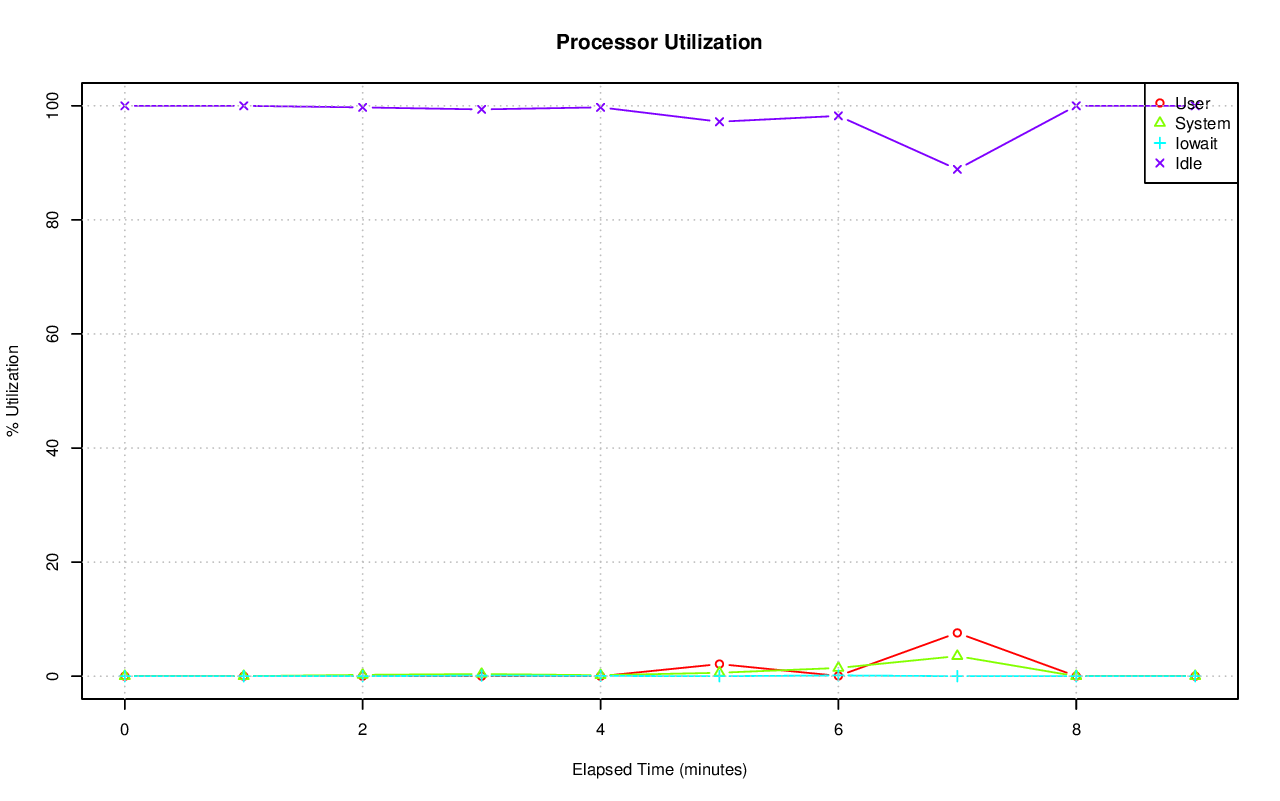 Processor Utilization
100
80
60
40
20
0
% Utilization
User
System
Iowait
Idle
0 2 4 6 8
Elapsed Time (minutes)